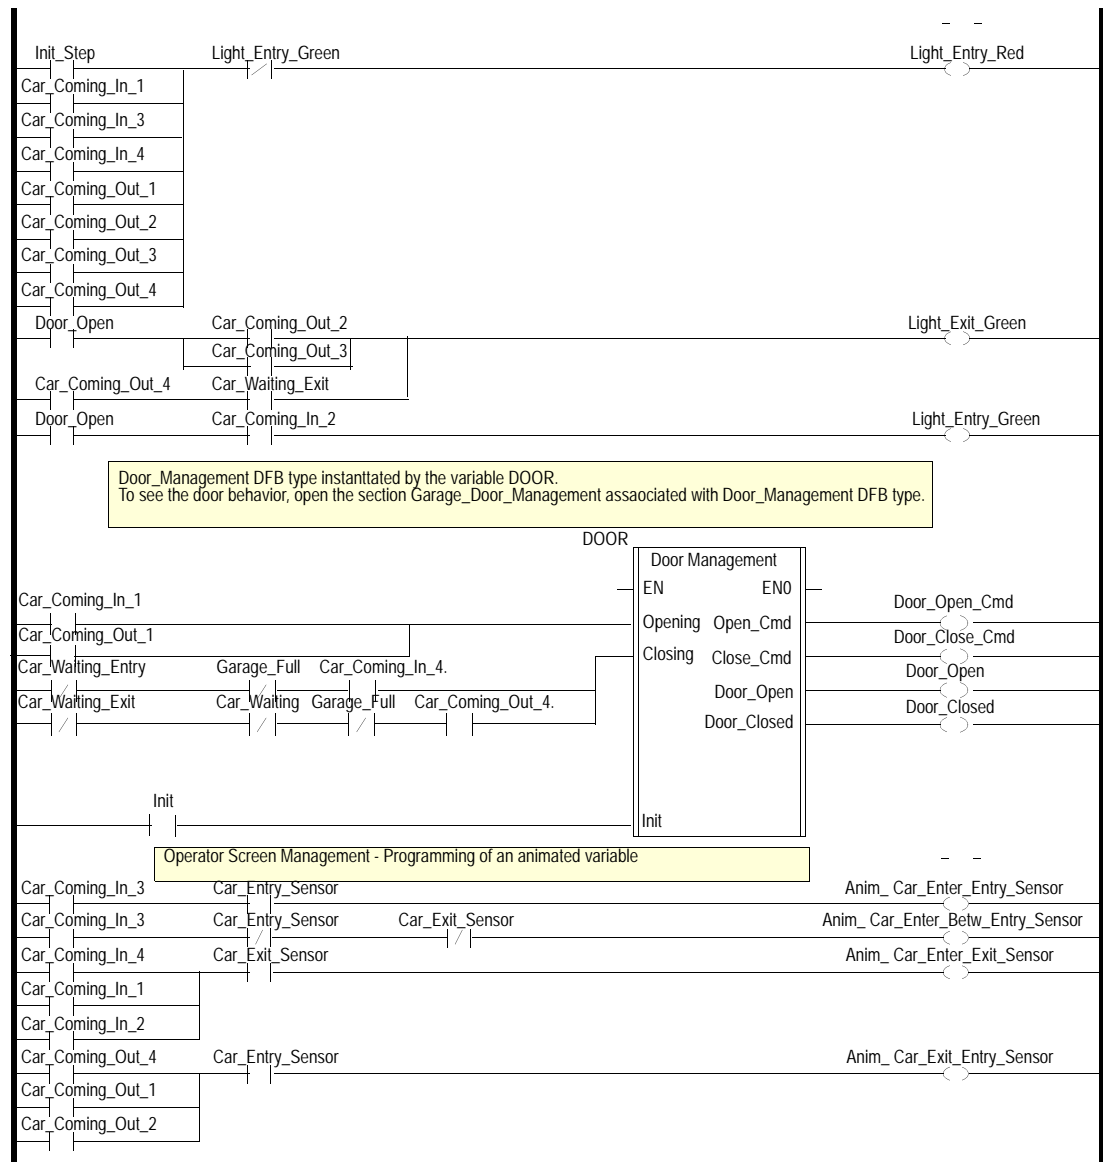 Init_Step Light_Entry_Green Light_Entry_Red
Car_Coming_In_1
Car_Coming_In_3
Car_Coming_In_4
Car_Coming_Out_1
Car_Coming_Out_2
Car_Coming_Out_3
Car_Coming_Out_4
Door_Open Car_Coming_Out_2 Light_Exit_Green
Car_Coming_Out_3
Car_Coming_Out_4 Car_Waiting_Exit
Door_Open Car_Coming_In_2 Light_Entry_Green
Door_Management DFB type instanttated by the variable DOOR.
To see the door behavior, open the section Garage_Door_Management assaociated with Door_Management DFB type.
DOOR
Door Management
EN EN0
Car_Coming_In_1 Door_Open_Cmd
Opening Open_Cmd
Car_Coming_Out_1 Door_Close_Cmd
Closing Close_Cmd
Car_Waiting_Entry Garage_Full Car_Coming_In_4. Door_Open
Door_Open
Car_Waiting_Exit Car_Waiting Garage_Full Car_Coming_Out_4. Door_Closed
Door_Closed
Init
Init
Operator Screen Management - Programming of an animated variable
Car_Coming_In_3 Car_Entry_Sensor Anim_ Car_Enter_Entry_Sensor
Car_Coming_In_3 Car_Entry_Sensor Car_Exit_Sensor Anim_ Car_Enter_Betw_Entry_Sensor
Car_Coming_In_4 Car_Exit_Sensor Anim_ Car_Enter_Exit_Sensor
Car_Coming_In_1
Car_Coming_In_2
Car_Coming_Out_4 Car_Entry_Sensor Anim_ Car_Exit_Entry_Sensor
Car_Coming_Out_1
Car_Coming_Out_2